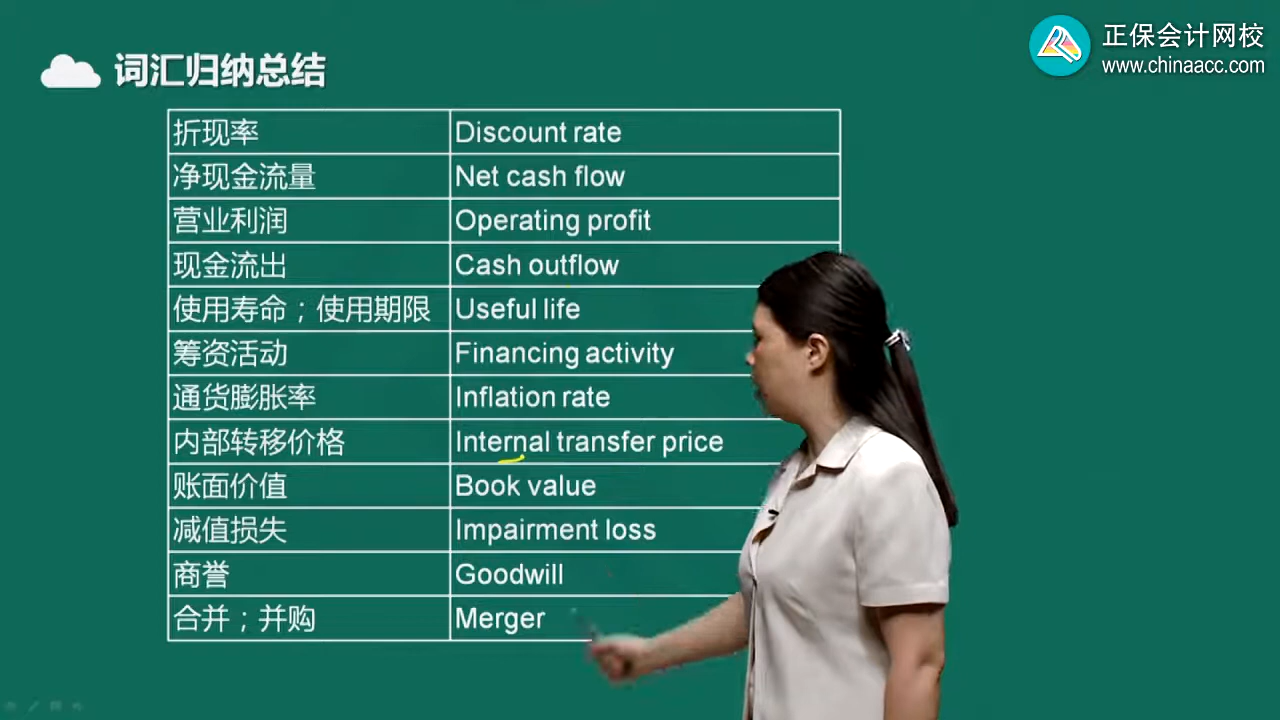 正保会计网校
www.chinaacc.com
词汇归纳总结
折现率 Discount rate
净现金流量 Net cash flow
营业利润 Operating profit
现金流出 Cash outflow
使用寿命；使用期限 Useful life
筹资活动 Financing activity
通货膨胀率 Inflation rate
内部转移价格 Internal transfer price
账面价值 Book value
减值损失 Impairment loss
商誉 Goodwill
合并；并购 Merger